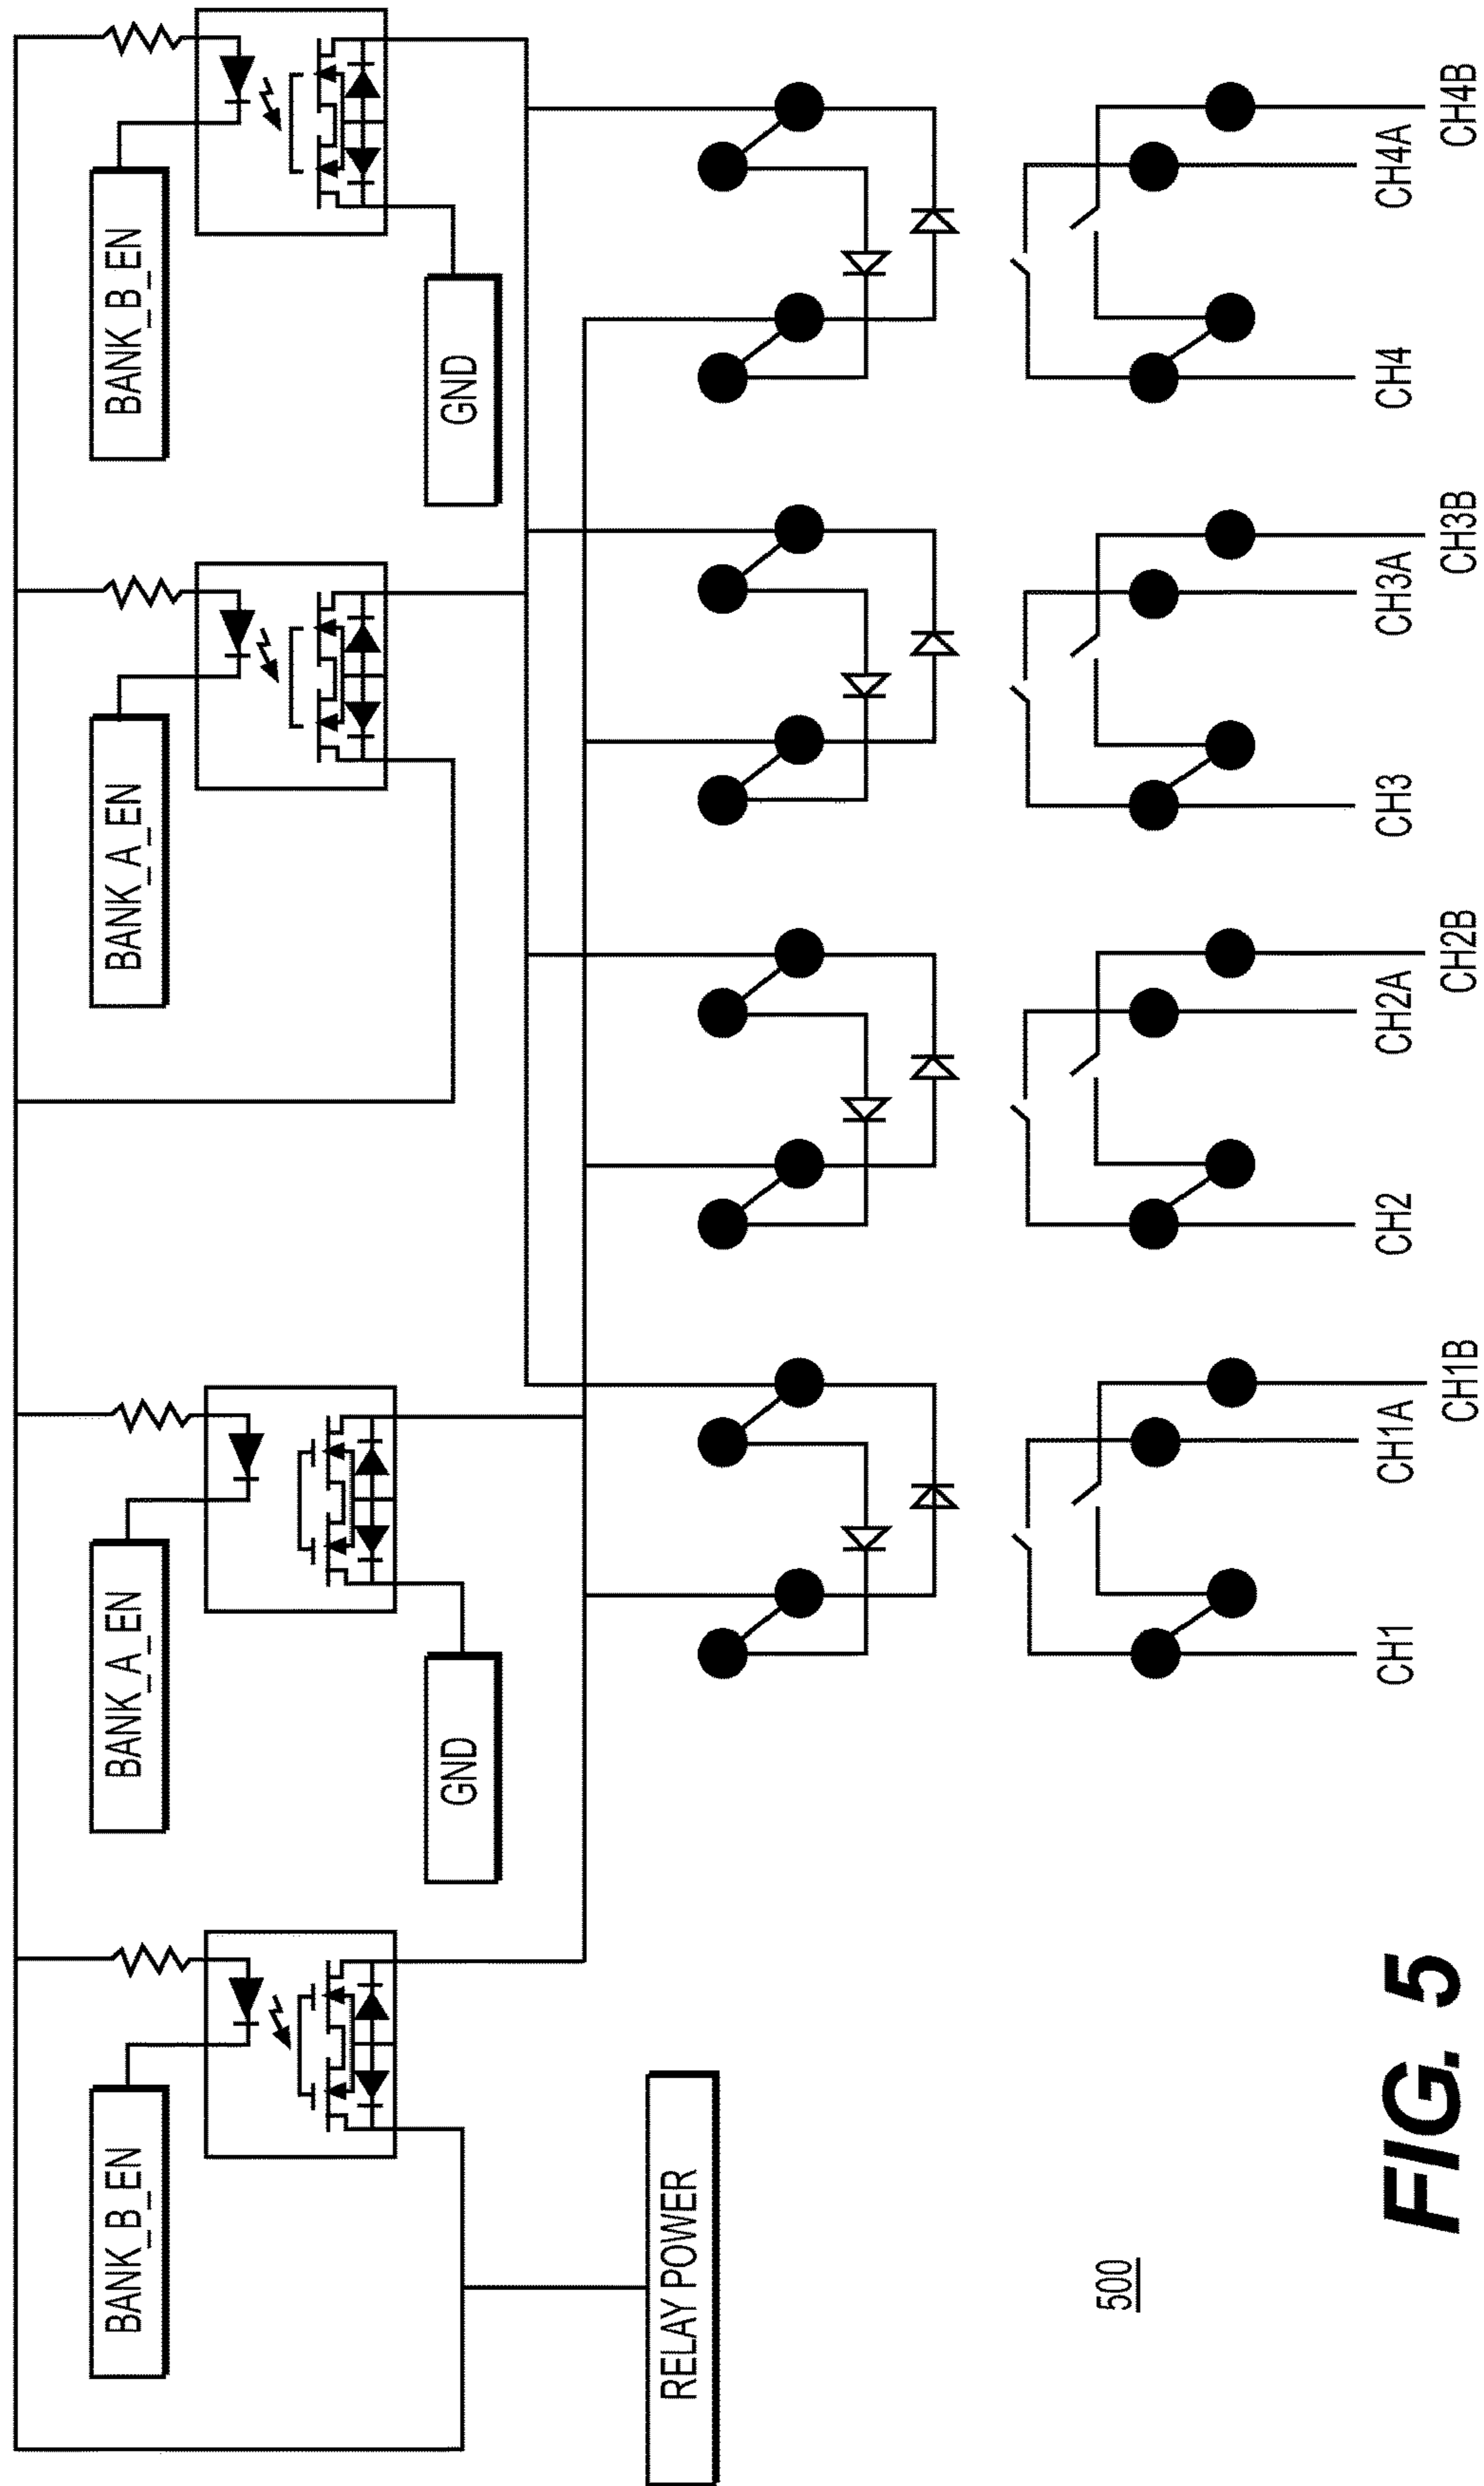 BANK_B_EN
BANK_A_EN
BANK_A_EN
BANK_B_EN
GND
GND
RELAY POWER
CH1
CH1A
CH1B
CH2
CH2A
CH2B
CH3
CH3A
CH3B
CH4
CH4A
CH4B
500
FIG. 5